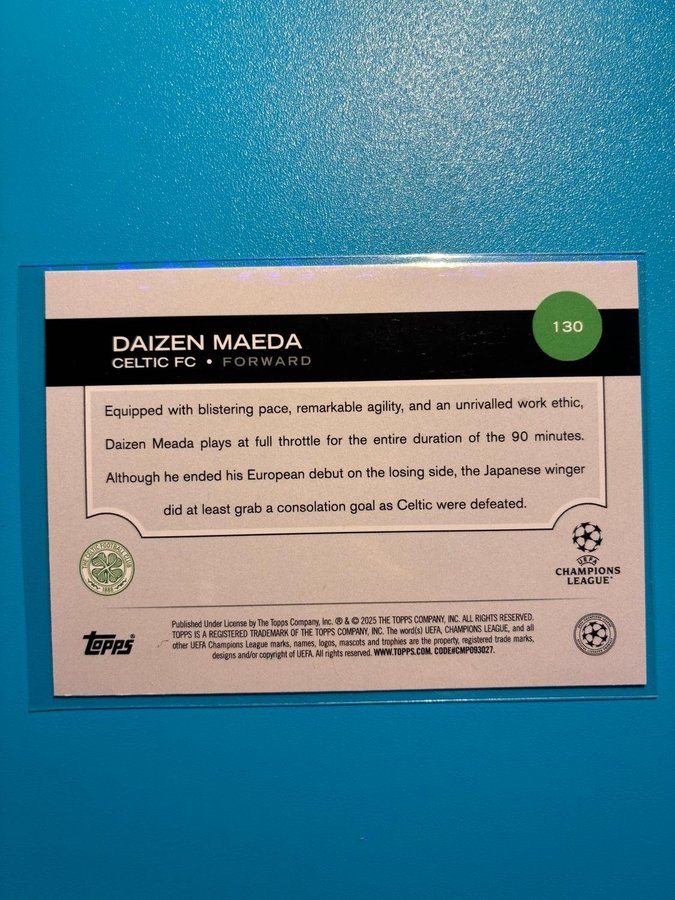 130
DAIZEN MAEDA
CELTIC FC • FORWARD
Equipped with blistering pace, remarkable agility, and an unrivalled work ethic,
Daizen Meada plays at full throttle for the entire duration of the 90 minutes.
Although he ended his European debut on the losing side, the Japanese winger
did at least grab a consolation goal as Celtic were defeated.
THE CELTIC FOOTBALL CLUB
1888
UEFA
CHAMPIONS
LEAGUE®
Topps®
Published Under License by The Topps Company, Inc. ® & © 2025 THE TOPPS COMPANY, INC. ALL RIGHTS RESERVED.
TOPPS IS A REGISTERED TRADEMARK OF THE TOPPS COMPANY, INC. The word(s) UEFA, CHAMPIONS LEAGUE, and all
other UEFA Champions League marks, names, logos, mascots and trophies are the property, registered trade marks,
designs and/or copyright of UEFA. All rights reserved. WWW.TOPPS.COM. CODE#CMP093027.